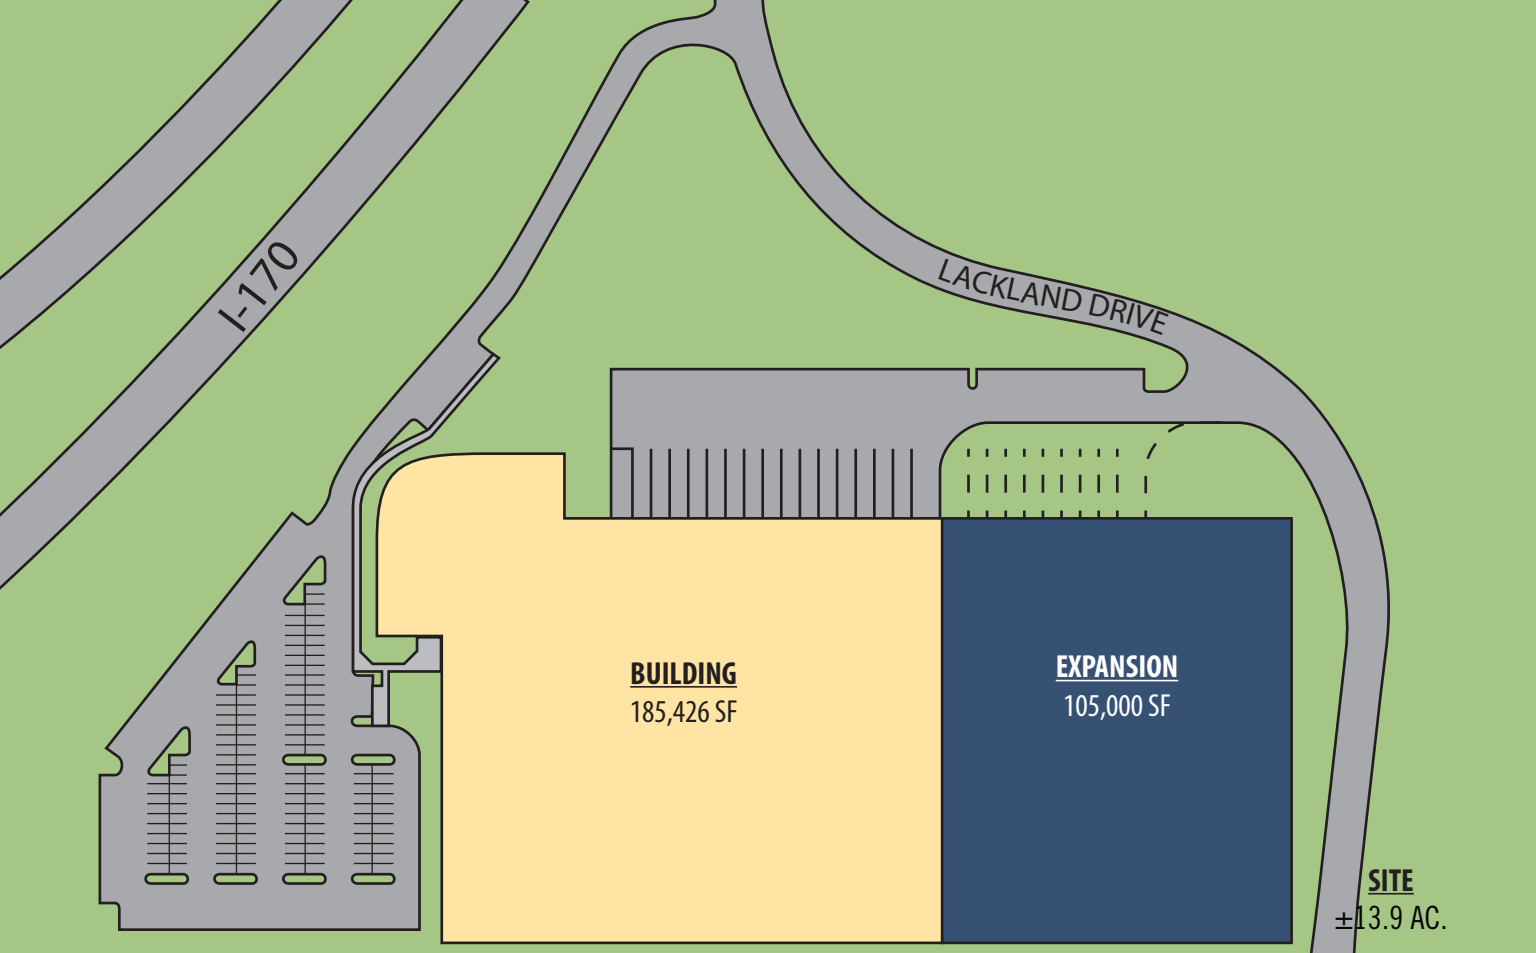 I-170
LACKLAND DRIVE
BUILDING
185,426 SF
EXPANSION
105,000 SF
SITE
±13.9 AC.